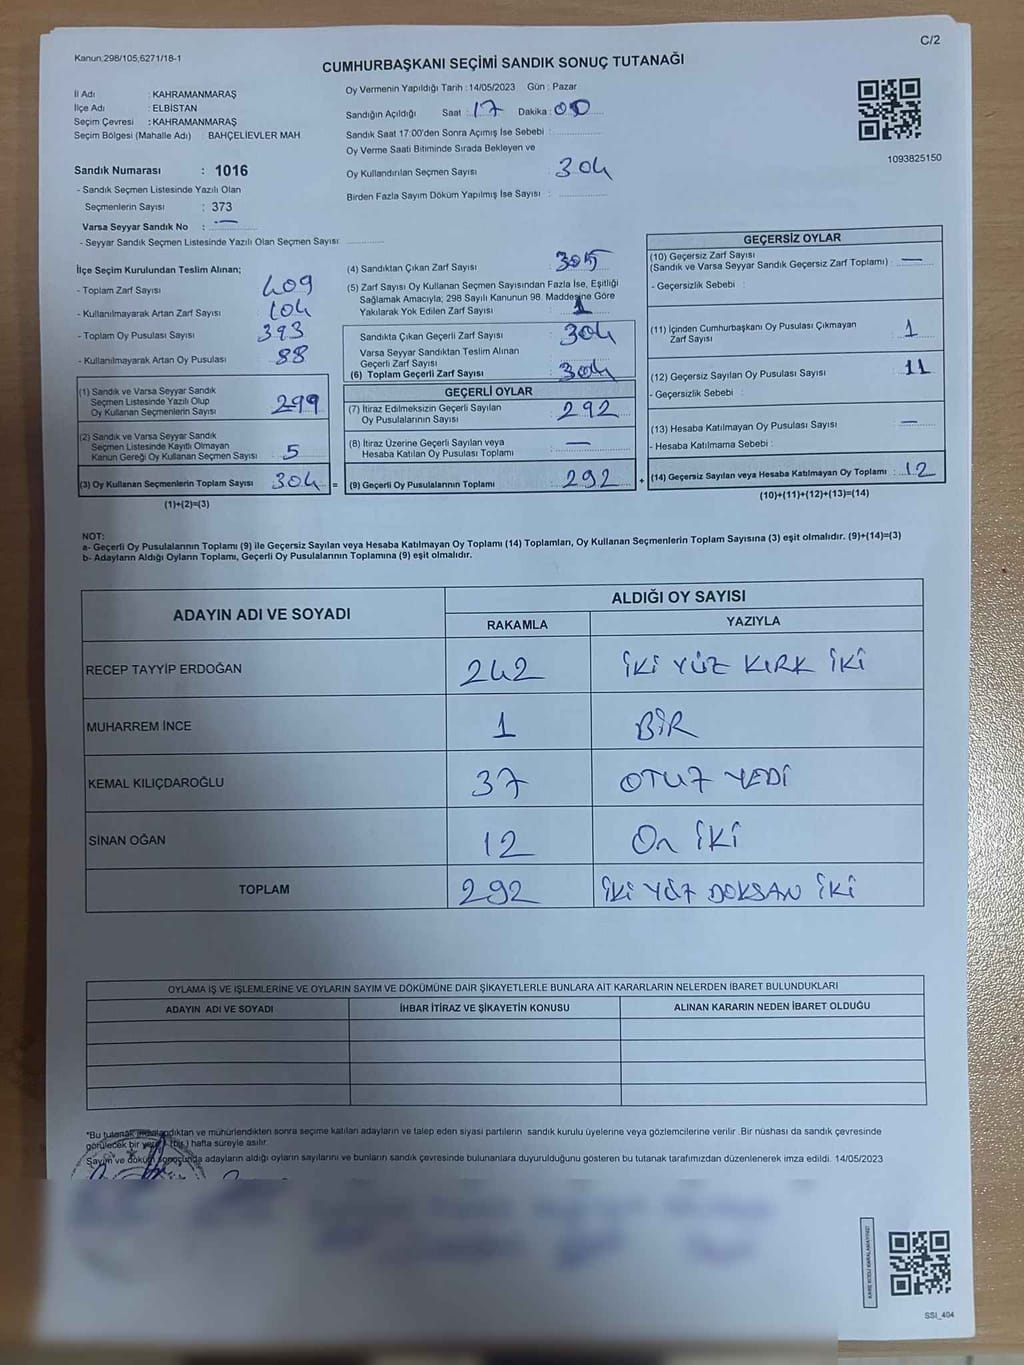 C/2
Kanun,298/105,6271/18-1
CUMHURBAŞKANI SEÇİMİ SANDIK SONUÇ TUTANAĞI
İl Adı : KAHRAMANMARAŞ
İlçe Adı : ELBİSTAN
Seçim Çevresi : KAHRAMANMARAŞ
Seçim Bölgesi (Mahalle Adı) : BAHÇELİEVLER MAH.
Sandık Numarası : 1016
- Sandık Seçmen Listesinde Yazılı Olan
Seçmenlerin Sayısı : 373
Varsa Seyyar Sandık No : —
- Seyyar Sandık Seçmen Listesinde Yazılı Olan Seçmen Sayısı
Oy Vermenin Yapıldığı Tarih : 14/05/2023 Gün : Pazar
Sandığın Açıldığı Saat : 17 Dakika : 00
Sandık Saat 17:00'den Sonra Açımış İse Sebebi :
Oy Verme Saati Bitiminde Sırada Bekleyen ve
Oy Kullandırılan Seçmen Sayısı : 304
Birden Fazla Sayım Döküm Yapılmış İse Sayısı :
1093825150
İlçe Seçim Kurulundan Teslim Alınan;
- Toplam Zarf Sayısı 409
- Kullanılmayarak Artan Zarf Sayısı : 104
- Toplam Oy Pusulası Sayısı 393
- Kullanılmayarak Artan Oy Pusulası 88
(1) Sandık ve Varsa Seyyar Sandık
Seçmen Listesinde Yazılı Olup
Oy Kullanan Seçmenlerin Sayısı 299
(2) Sandık ve Varsa Seyyar Sandık
Seçmen Listesinde Kayıtlı Olmayan
Kanun Gereği Oy Kullanan Seçmen Sayısı 5
(3) Oy Kullanan Seçmenlerin Toplam Sayısı 304 =
(1)+(2)=(3)
(4) Sandıktan Çıkan Zarf Sayısı : 305
(5) Zarf Sayısı Oy Kullanan Seçmen Sayısından Fazla İse, Eşitliği
Sağlamak Amacıyla; 298 Sayılı Kanunun 98. Maddesine Göre
Yakılarak Yok Edilen Zarf Sayısı : 1
Sandıkta Çıkan Geçerli Zarf Sayısı : 304
Varsa Seyyar Sandıktan Teslim Alınan
Geçerli Zarf Sayısı
(6) Toplam Geçerli Zarf Sayısı : 304
GEÇERLİ OYLAR
(7) İtiraz Edilmeksizin Geçerli Sayılan
Oy Pusulalarının Sayısı : 292
(8) İtiraz Üzerine Geçerli Sayılan veya
Hesaba Katılan Oy Pusulası Toplamı : —
(9) Geçerli Oy Pusulalarının Toplamı : 292 +
GEÇERSİZ OYLAR
(10) Geçersiz Zarf Sayısı
(Sandık ve Varsa Seyyar Sandık Geçersiz Zarf Toplamı) : —
- Geçersizlik Sebebi :
(11) İçinden Cumhurbaşkanı Oy Pusulası Çıkmayan
Zarf Sayısı : 1
(12) Geçersiz Sayılan Oy Pusulası Sayısı : 11
- Geçersizlik Sebebi :
(13) Hesaba Katılmayan Oy Pusulası Sayısı : —
- Hesaba Katılmama Sebebi :
(14) Geçersiz Sayılan veya Hesaba Katılmayan Oy Toplamı : 12
(10)+(11)+(12)+(13)=(14)
NOT:
a- Geçerli Oy Pusulalarının Toplamı (9) ile Geçersiz Sayılan veya Hesaba Katılmayan Oy Toplamı (14) Toplamları, Oy Kullanan Seçmenlerin Toplam Sayısına (3) eşit olmalıdır. (9)+(14)=(3)
b- Adayların Aldığı Oyların Toplamı, Geçerli Oy Pusulalarının Toplamına (9) eşit olmalıdır.
ADAYIN ADI VE SOYADI ALDIĞI OY SAYISI
RAKAMLA YAZIYLA
RECEP TAYYİP ERDOĞAN 242 İKİ YÜZ KIRK İKİ
MUHARREM İNCE 1 BİR
KEMAL KILIÇDAROĞLU 37 OTUZ YEDİ
SİNAN OĞAN 12 On İKİ
TOPLAM 292 İKİ YÜZ DOKSAN İKİ
OYLAMA İŞ VE İŞLEMLERİNE VE OYLARIN SAYIM VE DÖKÜMÜNE DAİR ŞİKAYETLERLE BUNLARA AİT KARARLARIN NELERDEN İBARET BULUNDUKLARI
ADAYIN ADI VE SOYADI İHBAR İTİRAZ VE ŞİKAYETİN KONUSU ALINAN KARARIN NEDEN İBARET OLDUĞU
*Bu tutanak imzalandıktan ve mühürlendikten sonra seçime katılan adayların ve talep eden siyasi partilerin sandık kurulu üyelerine veya gözlemcilerine verilir. Bir nüshası da sandık çevresinde
görülecek bir yere 1 (bir) hafta süreyle asılır.
Sayım ve döküm sonucunda adayların aldığı oyların sayılarını ve bunların sandık çevresinde bulunanlara duyurulduğunu gösteren bu tutanak tarafımızdan düzenlenerek imza edildi. 14/05/2023
KARE KODU KARALAMAYINIZ!
SSI_404